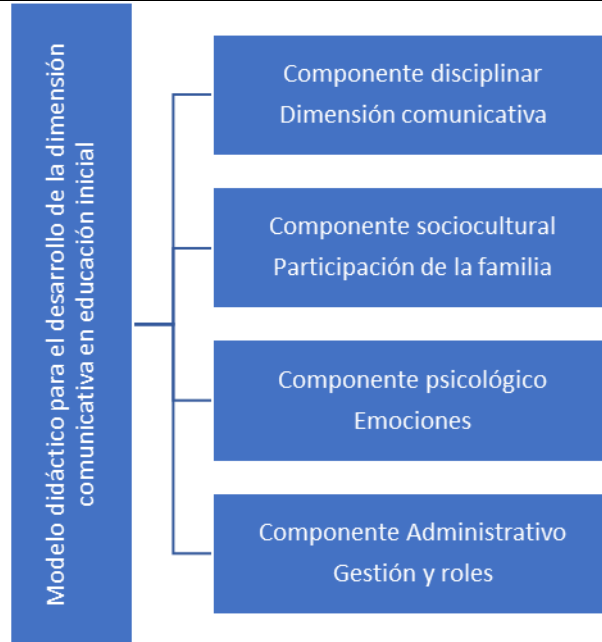 Modelo didáctico para el desarrollo de la dimensión
comunicativa en educación inicial
Componente disciplinar
Dimensión comunicativa
Componente sociocultural
Participación de la familia
Componente psicológico
Emociones
Componente Administrativo
Gestión y roles